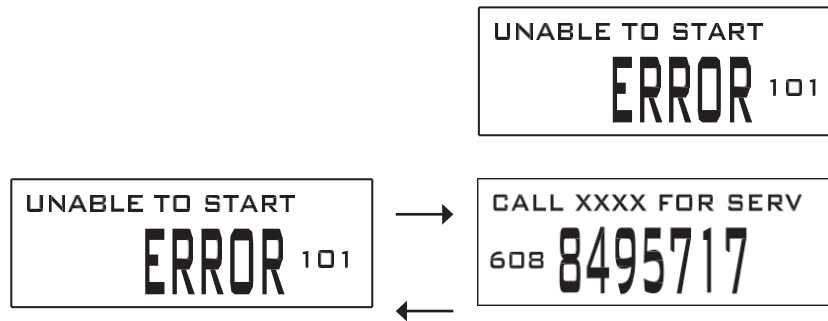 UNABLE TO START
ERROR 101
UNABLE TO START
ERROR 101
CALL XXXX FOR SERV
608 8495717